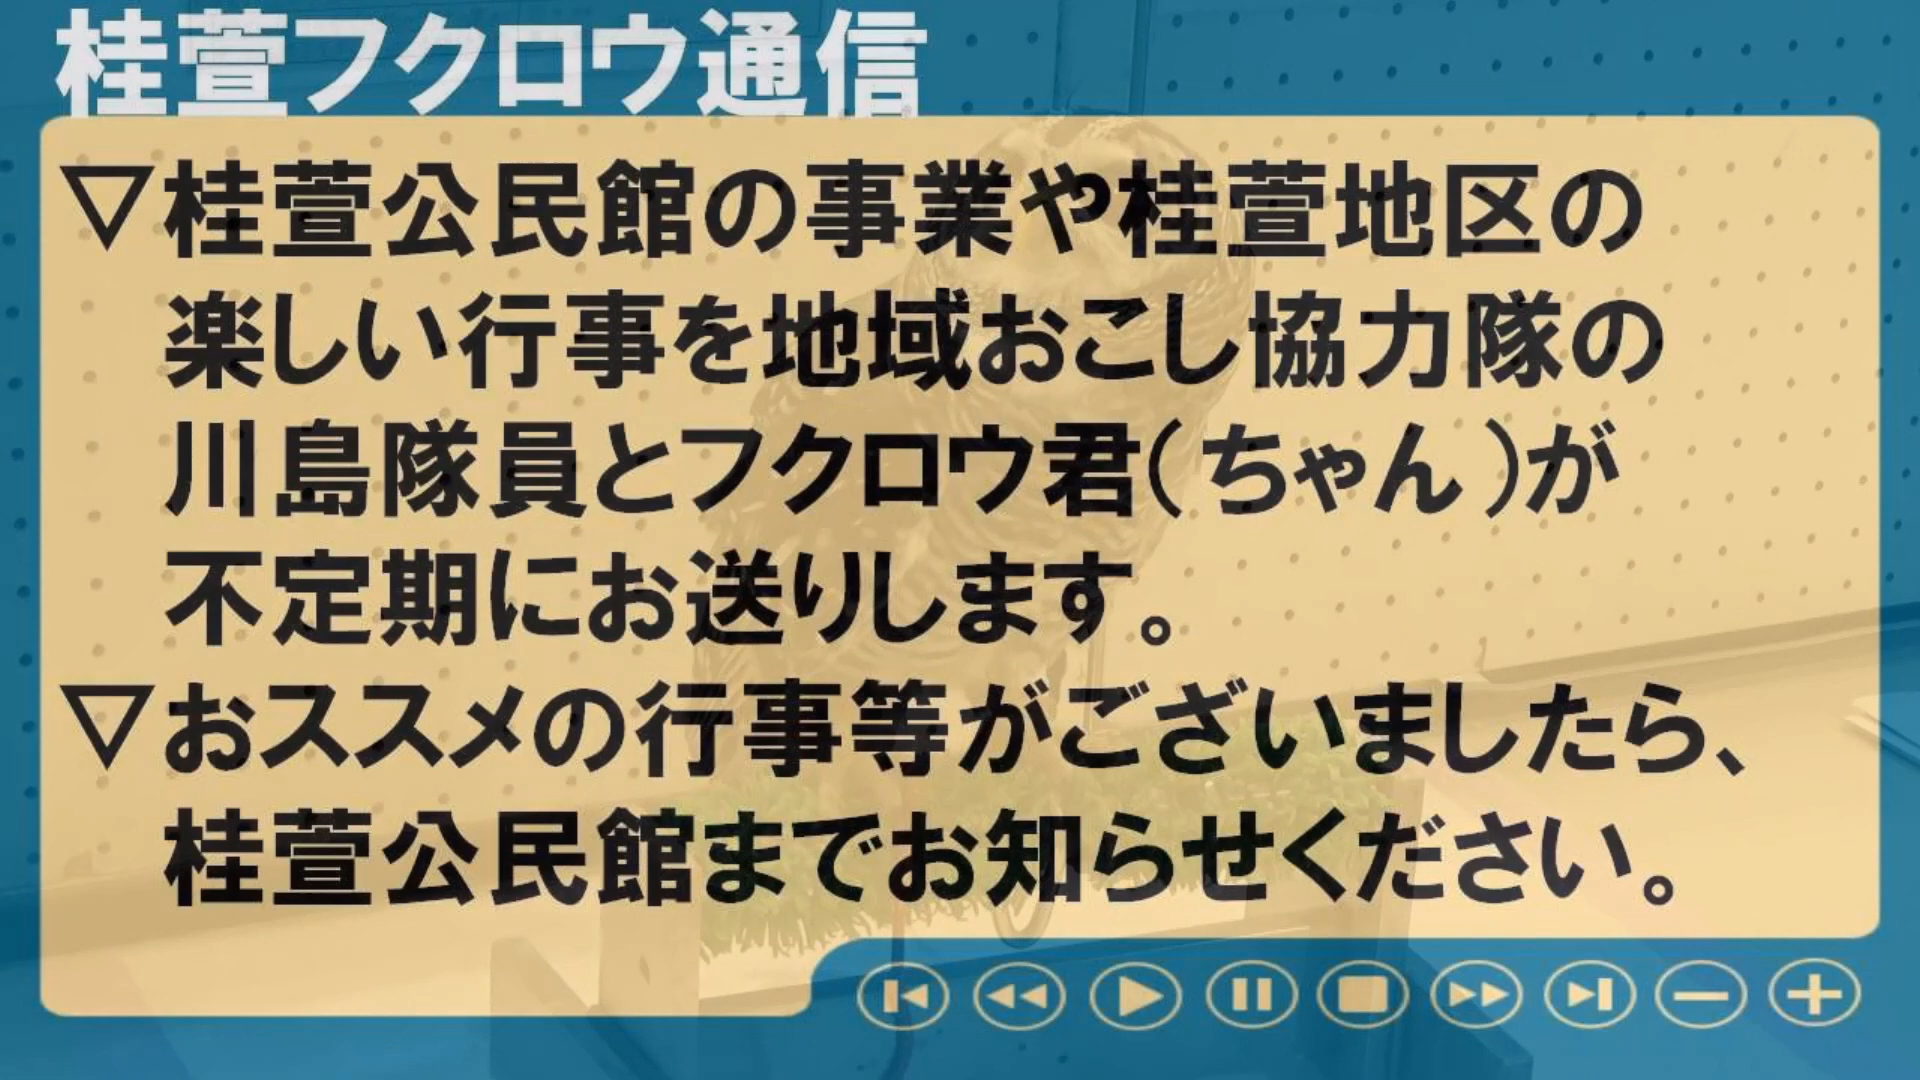 桂萱フクロウ通信
▽桂萱公民館の事業や桂萱地区の
楽しい行事を地域おこし協力隊の
川島隊員とフクロウ君(ちゃん)が
不定期にお送りします。
▽おススメの行事等がございましたら、
桂萱公民館までお知らせください。